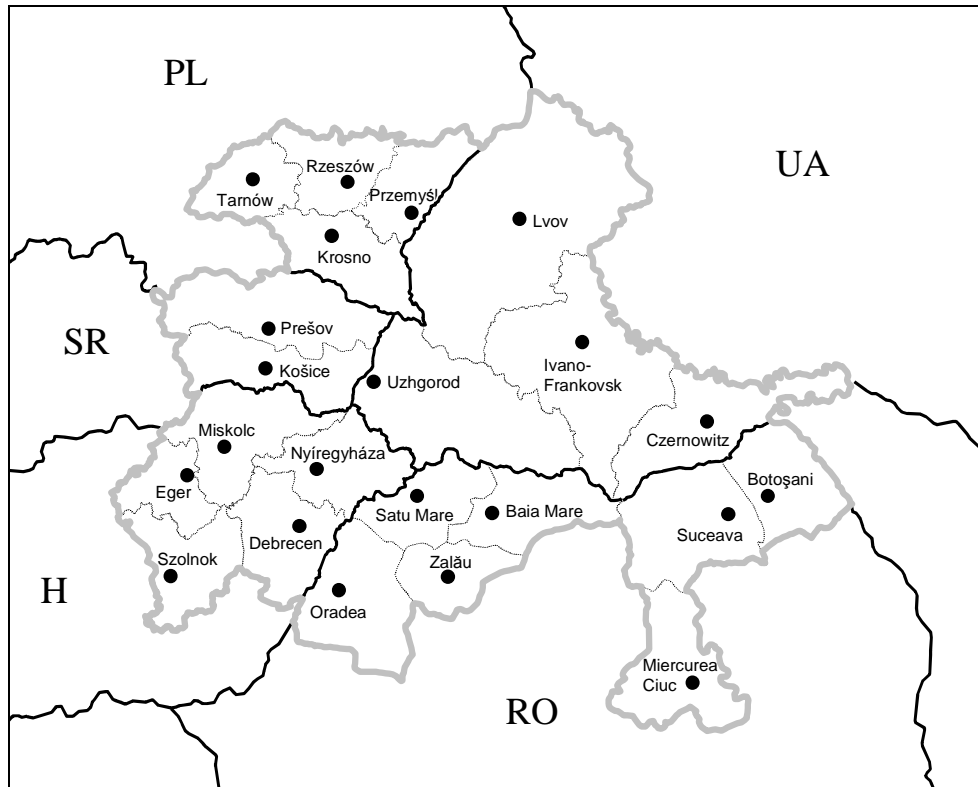 PL
UA
Rzeszów
Tarnów
Przemyśl
Lvov
Krosno
SR
Prešov
Košice
Uzhgorod
Ivano-
Frankovsk
Miskolc
Czernowitz
Nyíregyháza
Eger
Botoşani
Satu Mare
Baia Mare
Suceava
Debrecen
Szolnok
Zalău
H
Oradea
Miercurea
Ciuc
RO